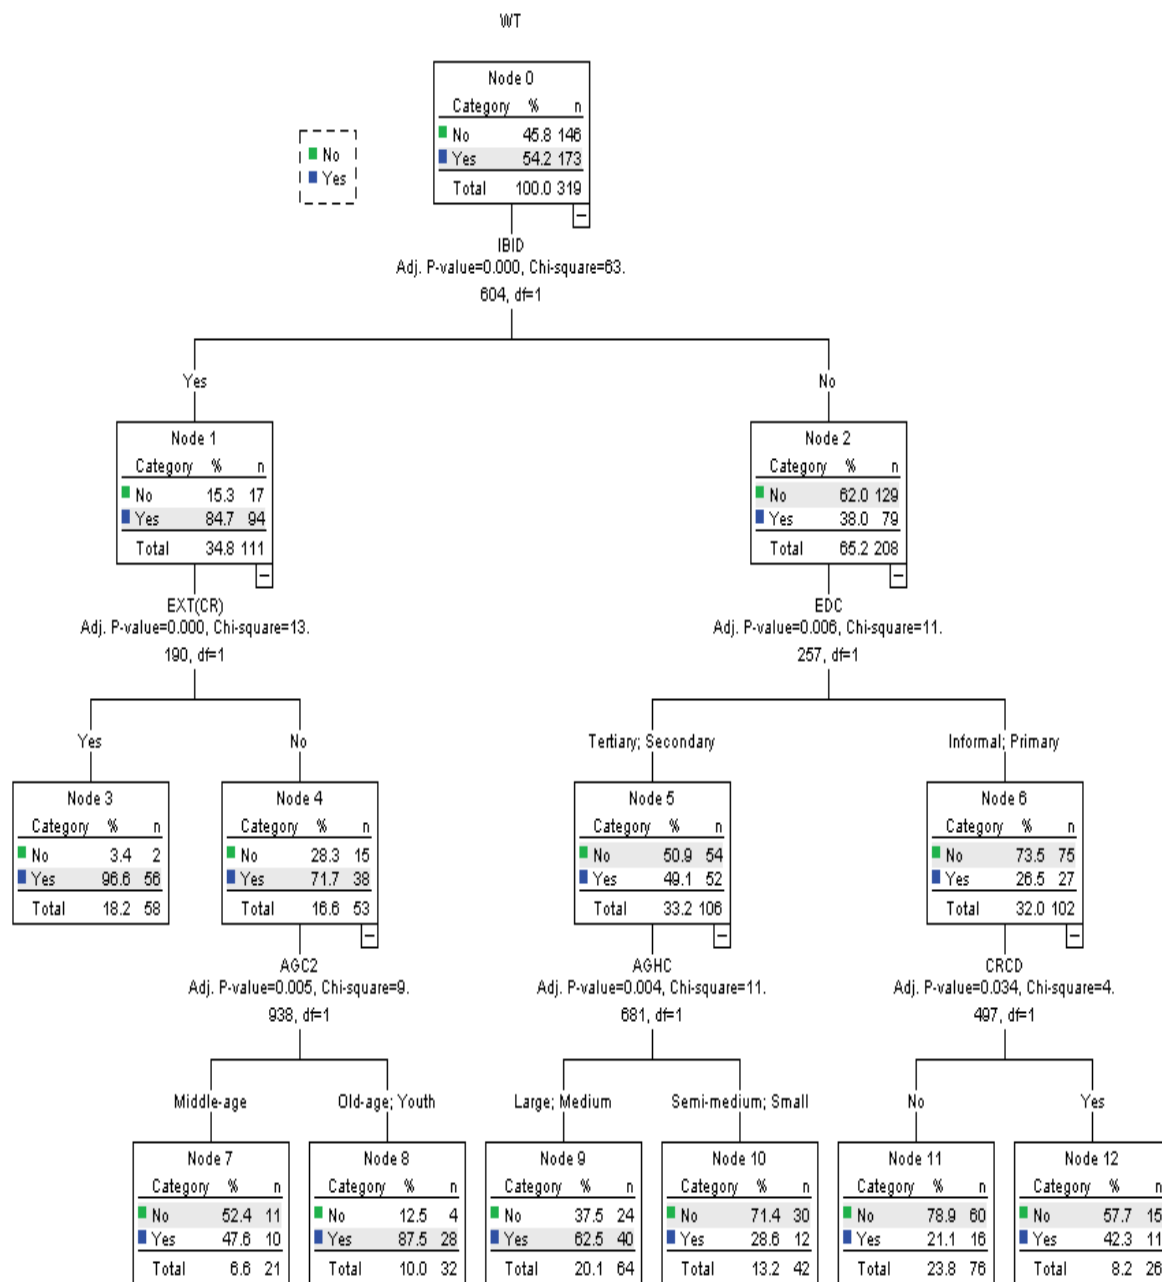 WT
Node 0
Category % n
No 45.8 146
Yes 54.2 173
Total 100.0 319
No
Yes
IBID
Adj. P-value=0.000, Chi-square=63.
604, df=1
Yes
No
Node 1
Category % n
No 15.3 17
Yes 84.7 94
Total 34.8 111
Node 2
Category % n
No 62.0 129
Yes 38.0 79
Total 65.2 208
EXT(CR)
Adj. P-value=0.000, Chi-square=13.
190, df=1
EDC
Adj. P-value=0.006, Chi-square=11.
257, df=1
Yes
No
Tertiary; Secondary
Informal; Primary
Node 3
Category % n
No 3.4 2
Yes 96.6 56
Total 18.2 58
Node 4
Category % n
No 28.3 15
Yes 71.7 38
Total 16.6 53
Node 5
Category % n
No 50.9 54
Yes 49.1 52
Total 33.2 106
Node 6
Category % n
No 73.5 75
Yes 26.5 27
Total 32.0 102
AGC2
Adj. P-value=0.005, Chi-square=9.
938, df=1
AGHC
Adj. P-value=0.004, Chi-square=11.
681, df=1
CRCD
Adj. P-value=0.034, Chi-square=4.
497, df=1
Middle-age
Old-age; Youth
Large; Medium
Semi-medium; Small
No
Yes
Node 7
Category % n
No 52.4 11
Yes 47.6 10
Total 6.6 21
Node 8
Category % n
No 12.5 4
Yes 87.5 28
Total 10.0 32
Node 9
Category % n
No 37.5 24
Yes 62.5 40
Total 20.1 64
Node 10
Category % n
No 71.4 30
Yes 28.6 12
Total 13.2 42
Node 11
Category % n
No 78.9 60
Yes 21.1 16
Total 23.8 76
Node 12
Category % n
No 57.7 15
Yes 42.3 11
Total 8.2 26